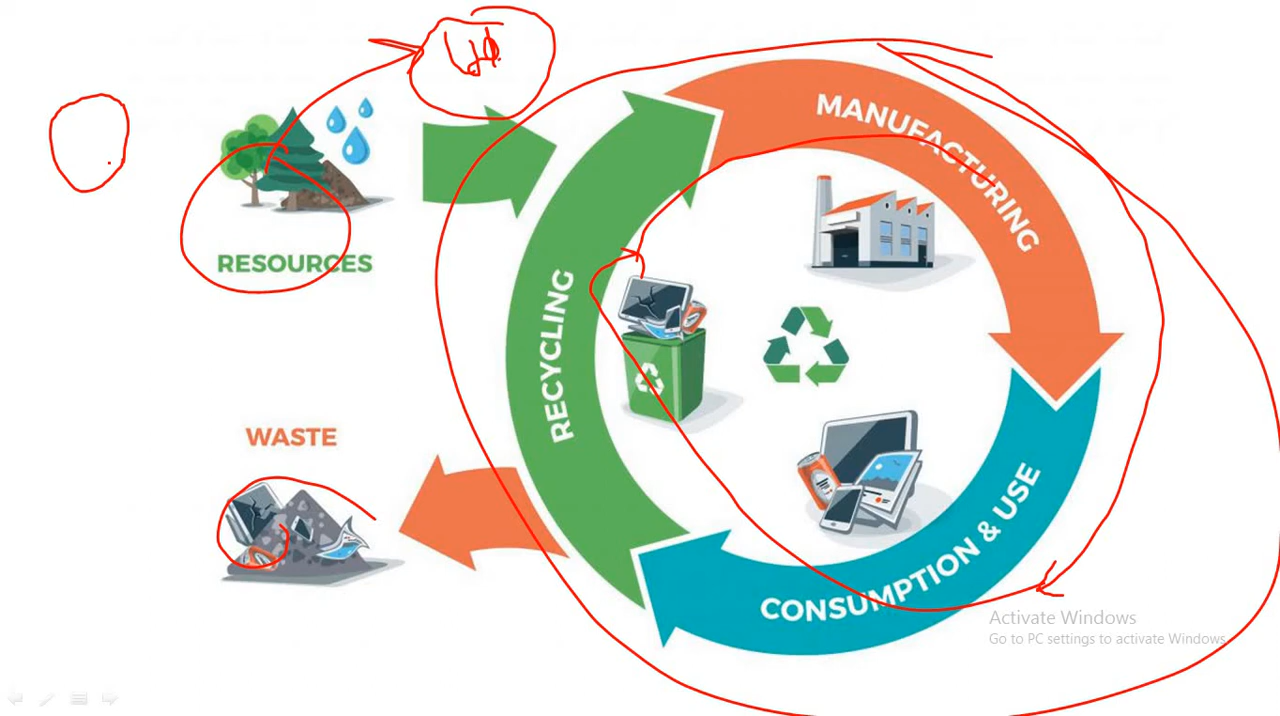 RESOURCES
WASTE
RECYCLING
MANUFACTURING
CONSUMPTION & USE
Activate Windows
Go to PC settings to activate Windows.